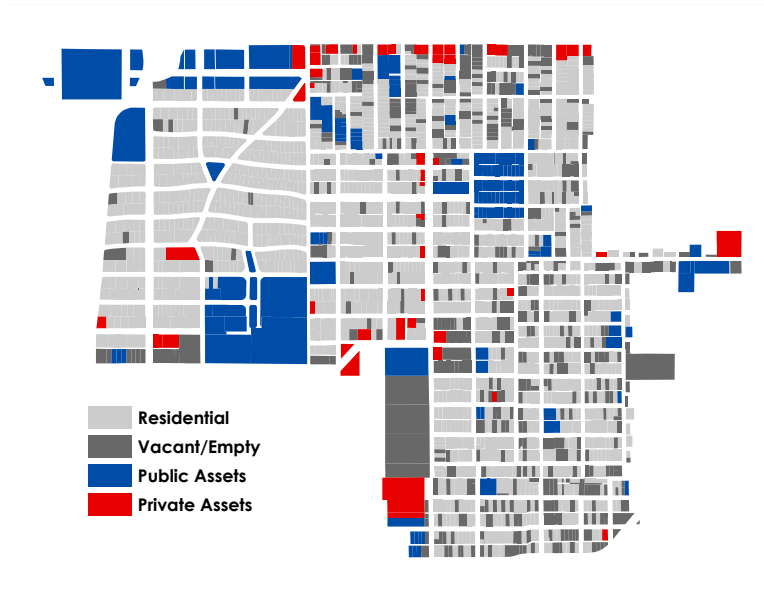 Residential
Vacant/Empty
Public Assets
Private Assets